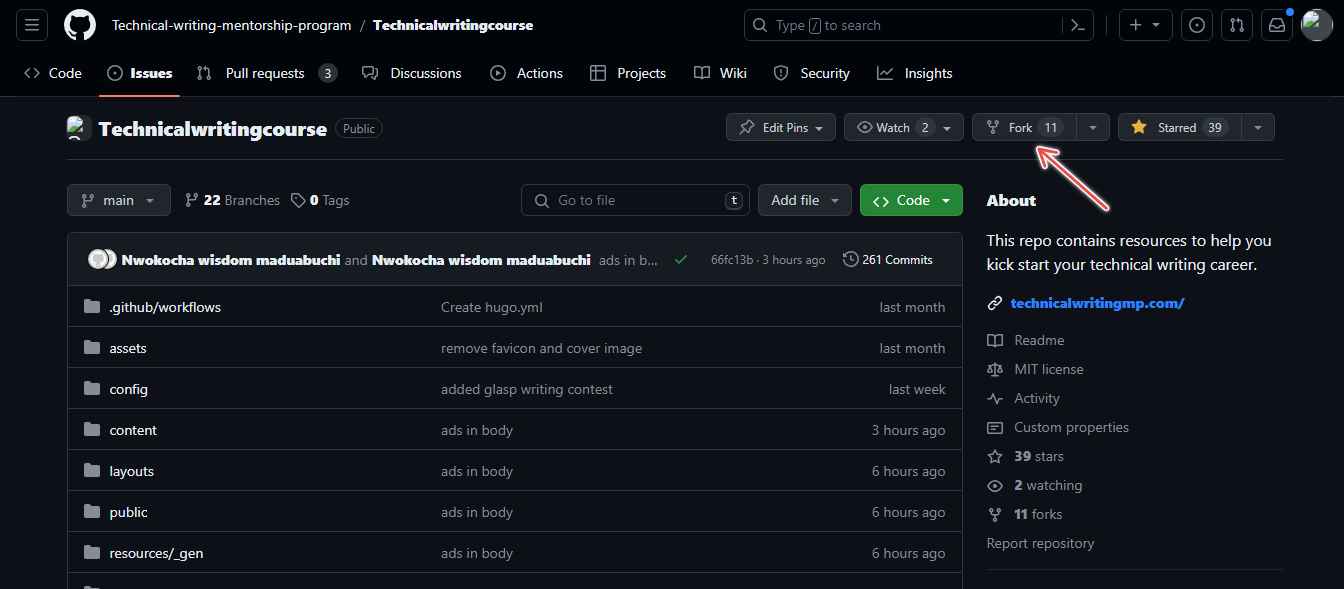 Technical-writing-mentorship-program / Technicalwritingcourse
Type / to search
Code Issues Pull requests 3 Discussions Actions Projects Wiki Security Insights
Technicalwritingcourse Public
Edit Pins Watch 2 Fork 11 Starred 39
main 22 Branches 0 Tags Go to file t Add file Code
Nwokocha wisdom maduabuchi and Nwokocha wisdom maduabuchi ads in b... 66fc13b · 3 hours ago 261 Commits
.github/workflows Create hugo.yml last month
assets remove favicon and cover image last month
config added glasp writing contest last week
content ads in body 3 hours ago
layouts ads in body 6 hours ago
public ads in body 6 hours ago
resources/_gen ads in body 6 hours ago
About
This repo contains resources to help you
kick start your technical writing career.
technicalwritingmp.com/
Readme
MIT license
Activity
Custom properties
39 stars
2 watching
11 forks
Report repository